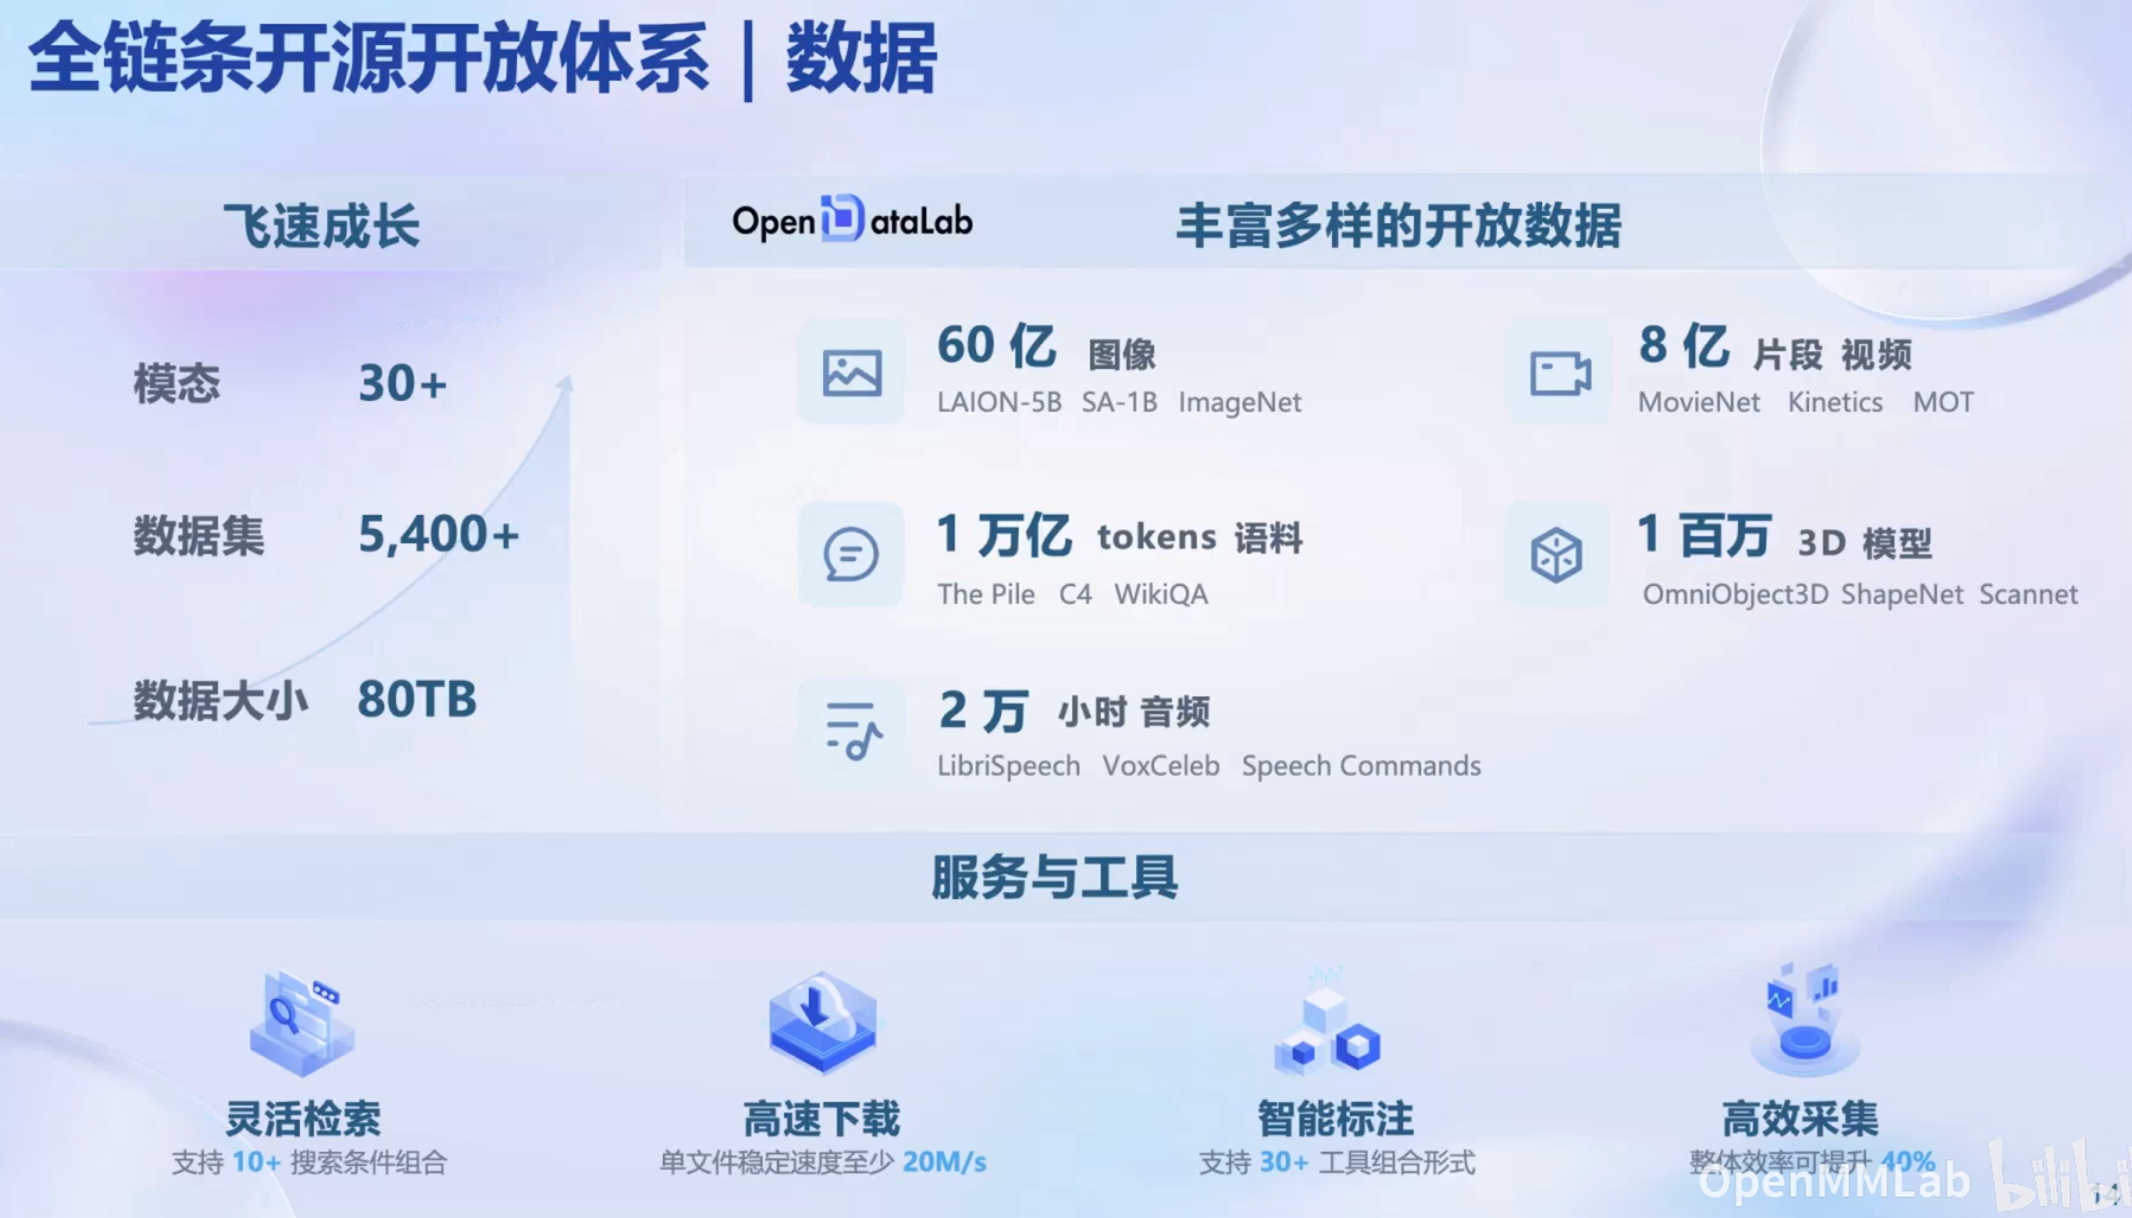 全链条开源开放体系 | 数据
飞速成长
模态 30+
数据集 5,400+
数据大小 80TB
OpenDataLab 丰富多样的开放数据
60 亿 图像
LAION-5B SA-1B ImageNet
8 亿 片段 视频
MovieNet Kinetics MOT
1 万亿 tokens 语料
The Pile C4 WikiQA
1 百万 3D 模型
OmniObject3D ShapeNet Scannet
2 万 小时 音频
LibriSpeech VoxCeleb Speech Commands
服务与工具
灵活检索
支持 10+ 搜索条件组合
高速下载
单文件稳定速度至少 20M/s
智能标注
支持 30+ 工具组合形式
高效采集
整体效率可提升 40%
OpenMMLab bilibili
14